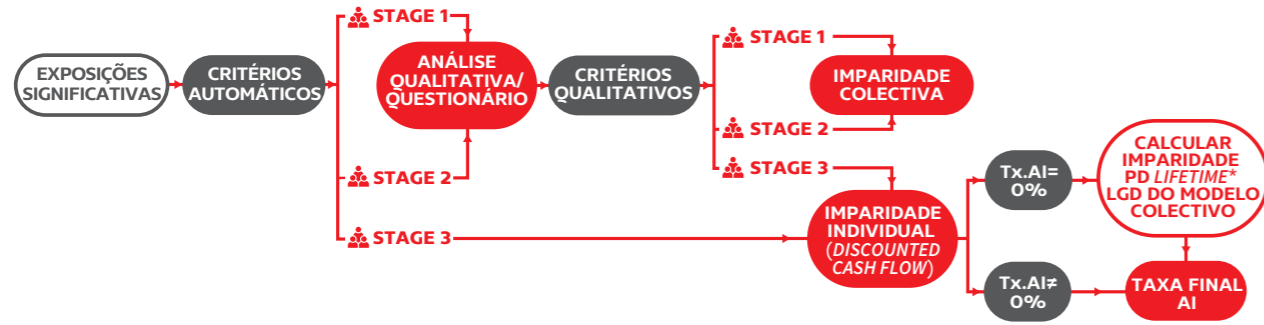 EXPOSIÇÕES
SIGNIFICATIVAS
CRITÉRIOS
AUTOMÁTICOS
STAGE 1
STAGE 2
STAGE 3
ANÁLISE
QUALITATIVA/
QUESTIONÁRIO
CRITÉRIOS
QUALITATIVOS
STAGE 1
STAGE 2
STAGE 3
IMPARIDADE
COLECTIVA
IMPARIDADE
INDIVIDUAL
(DISCOUNTED
CASH FLOW)
Tx.AI=
0%
CALCULAR
IMPARIDADE
PD LIFETIME*
LGD DO MODELO
COLECTIVO
Tx.AI≠
0%
TAXA FINAL
AI